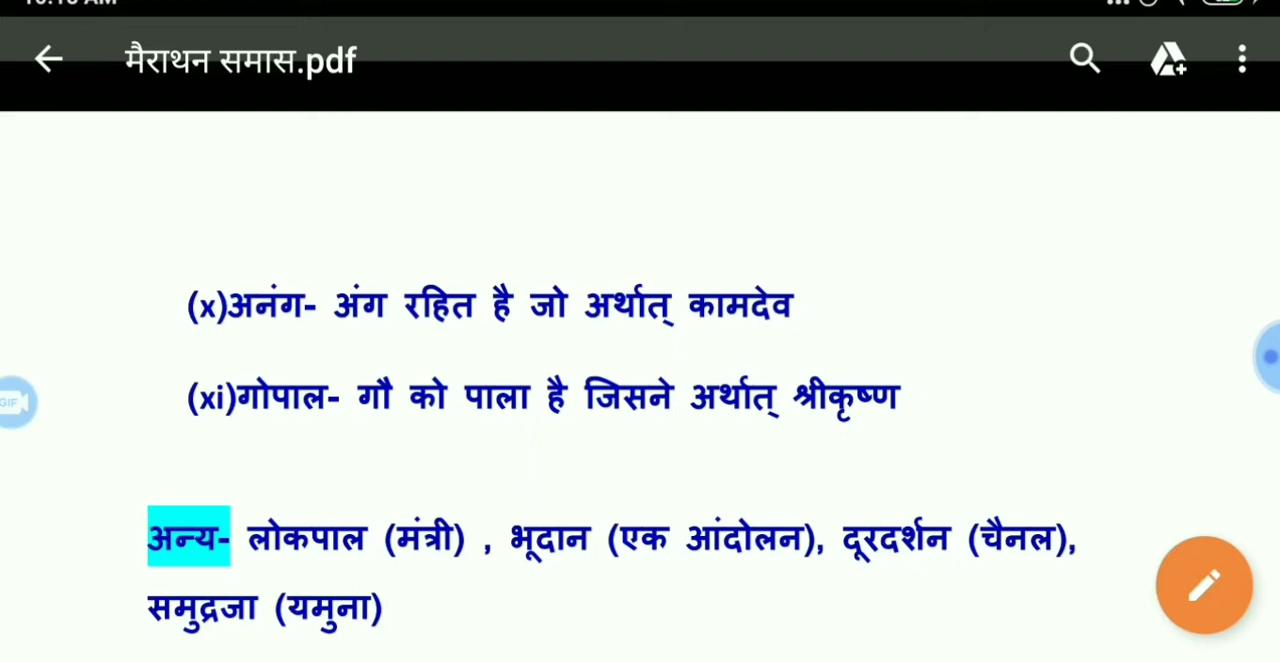 मैराथन समास.pdf
(x)अनंग- अंग रहित है जो अर्थात् कामदेव
(xi)गोपाल- गौ को पाला है जिसने अर्थात् श्रीकृष्ण
GIF
अन्य- लोकपाल (मंत्री) , भूदान (एक आंदोलन), दूरदर्शन (चैनल),
समुद्रजा (यमुना)